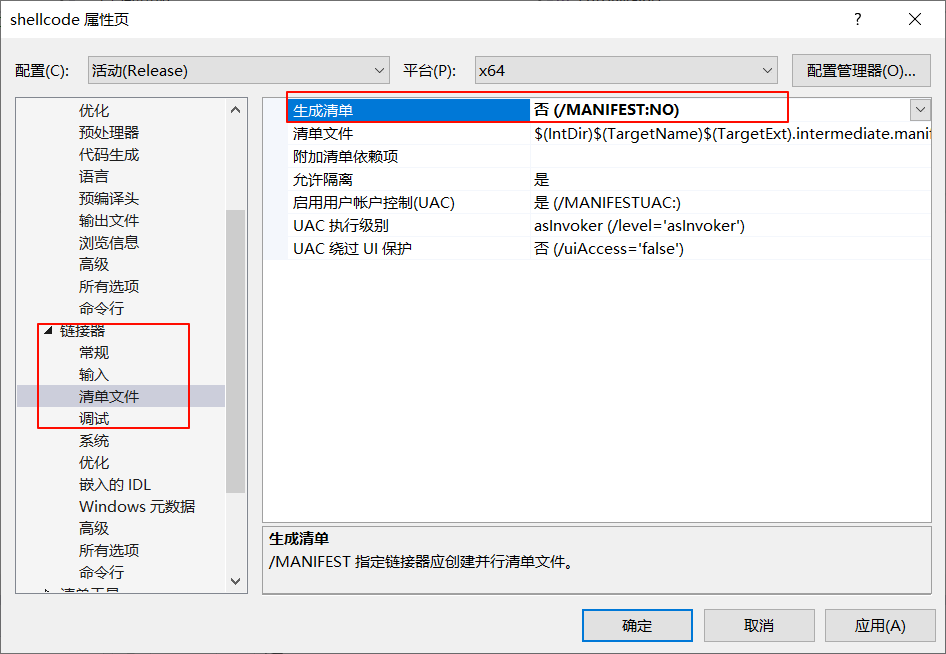 shellcode 属性页
配置(C): 活动(Release) 平台(P): x64 配置管理器(O)...
优化
预处理器
代码生成
语言
预编译头
输出文件
浏览信息
高级
所有选项
命令行
链接器
常规
输入
清单文件
调试
系统
优化
嵌入的 IDL
Windows 元数据
高级
所有选项
命令行
清单工具
生成清单 否 (/MANIFEST:NO)
清单文件 $(IntDir)$(TargetName)$(TargetExt).intermediate.manif
附加清单依赖项
允许隔离 是
启用用户帐户控制(UAC) 是 (/MANIFESTUAC:)
UAC 执行级别 asInvoker (/level='asInvoker')
UAC 绕过 UI 保护 否 (/uiAccess='false')
生成清单
/MANIFEST 指定链接器应创建并行清单文件。
确定 取消 应用(A)